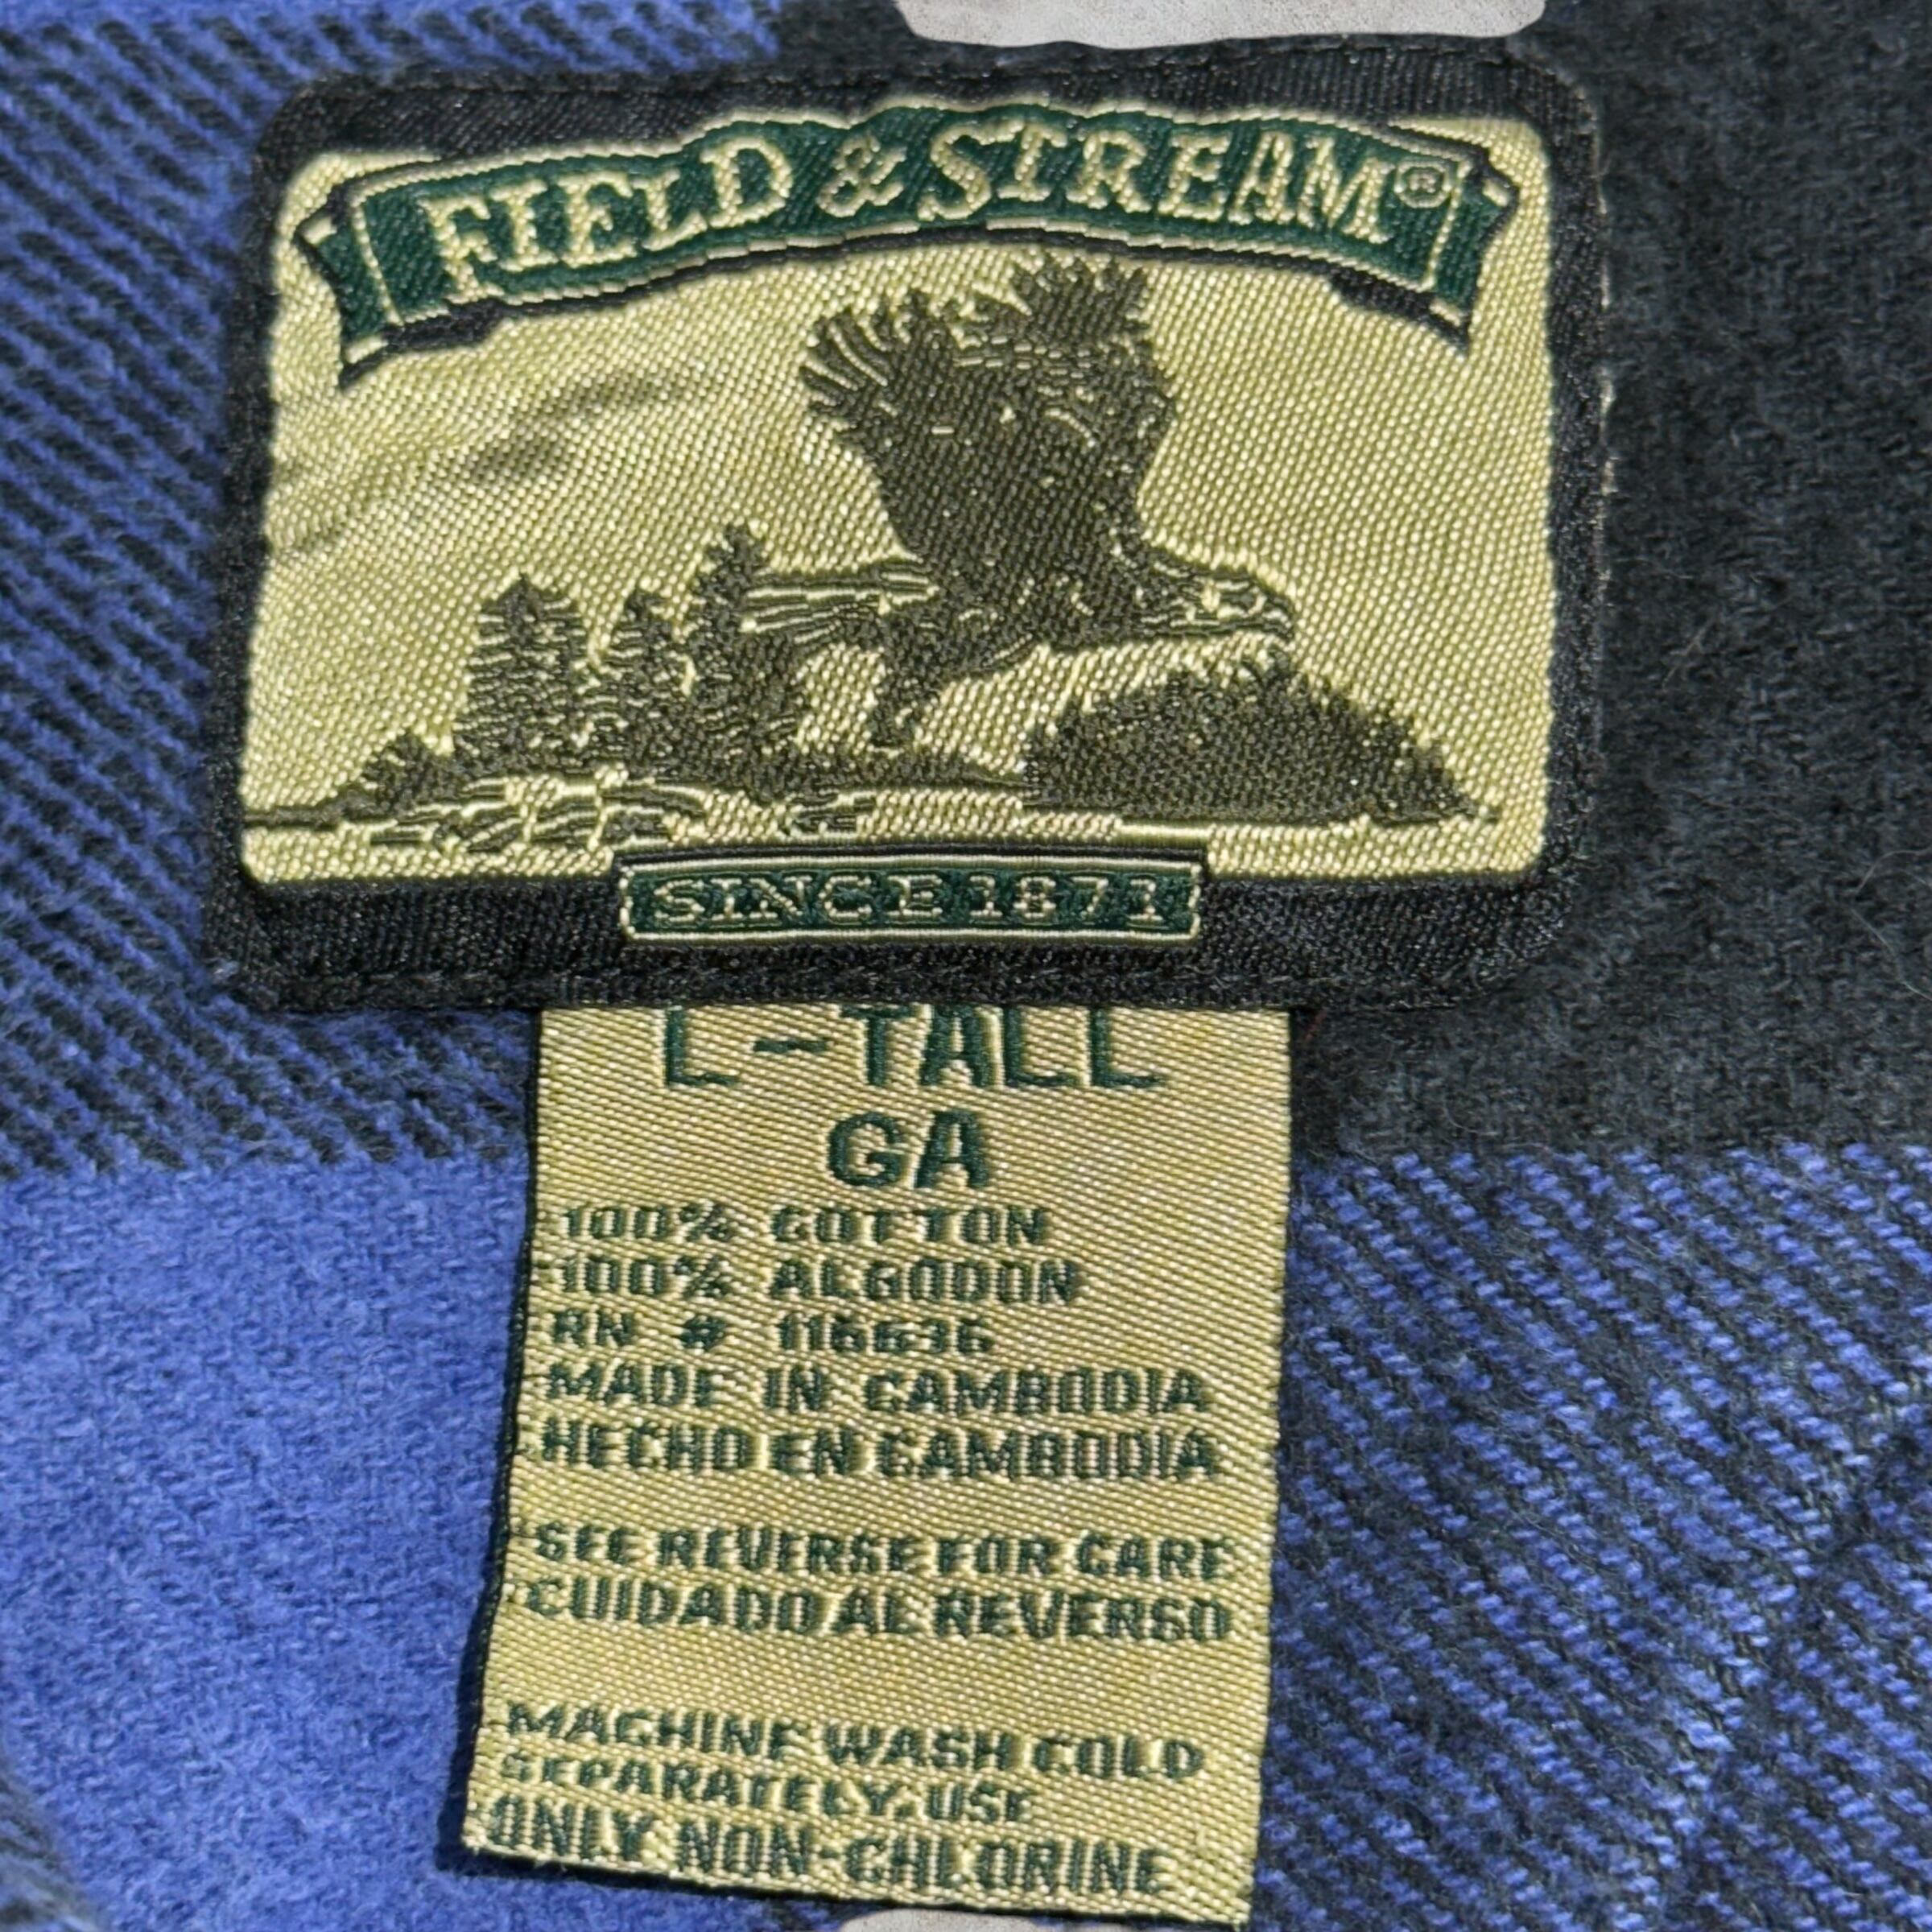 FIELD & STREAM®
SINCE 1871
L-TALL
GA
100% COTTON
100% ALGODON
RN # 116636
MADE IN CAMBODIA
HECHO EN CAMBODIA
SEE REVERSE FOR CARE
CUIDADO AL REVERSO
MACHINE WASH COLD
SEPARATELY. USE
ONLY NON-CHLORINE